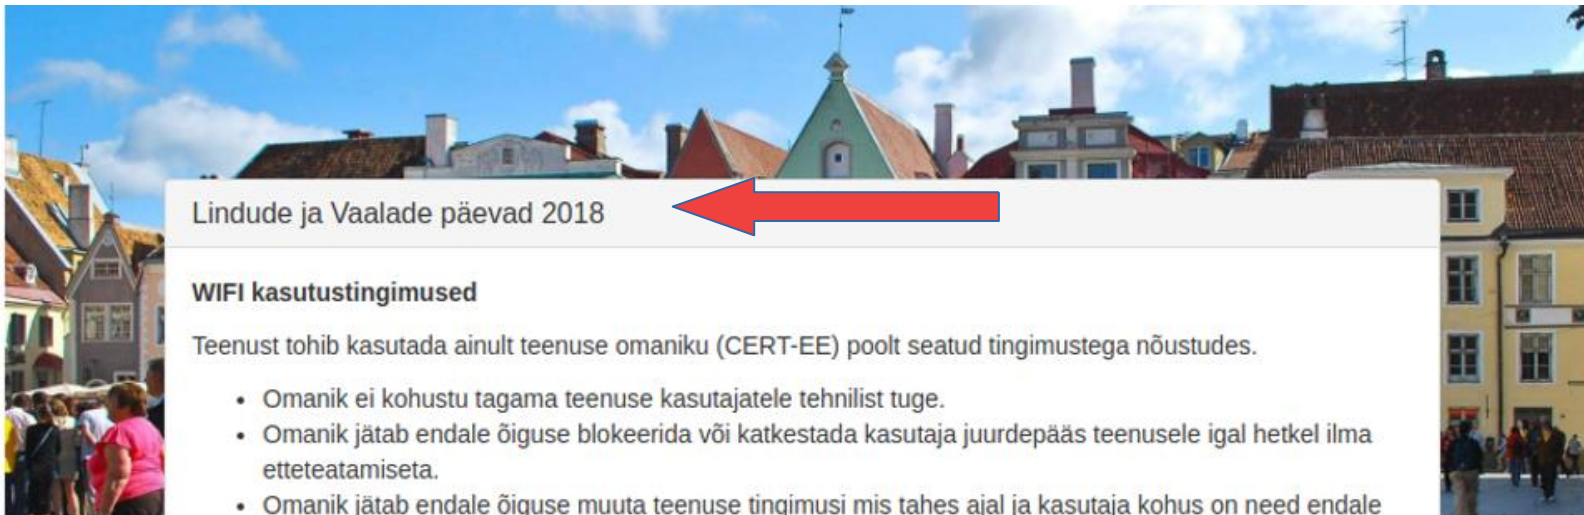 Lindude ja Vaalade päevad 2018
WIFI kasutustingimused
Teenust tohib kasutada ainult teenuse omaniku (CERT-EE) poolt seatud tingimustega nõustudes.
• Omanik ei kohustu tagama teenuse kasutajatele tehnilist tuge.
• Omanik jätab endale õiguse blokeerida või katkestada kasutaja juurdepääs teenusele igal hetkel ilma
etteteatamiseta.
• Omanik jätab endale õiguse muuta teenuse tingimusi mis tahes ajal ja kasutaja kohus on need endale